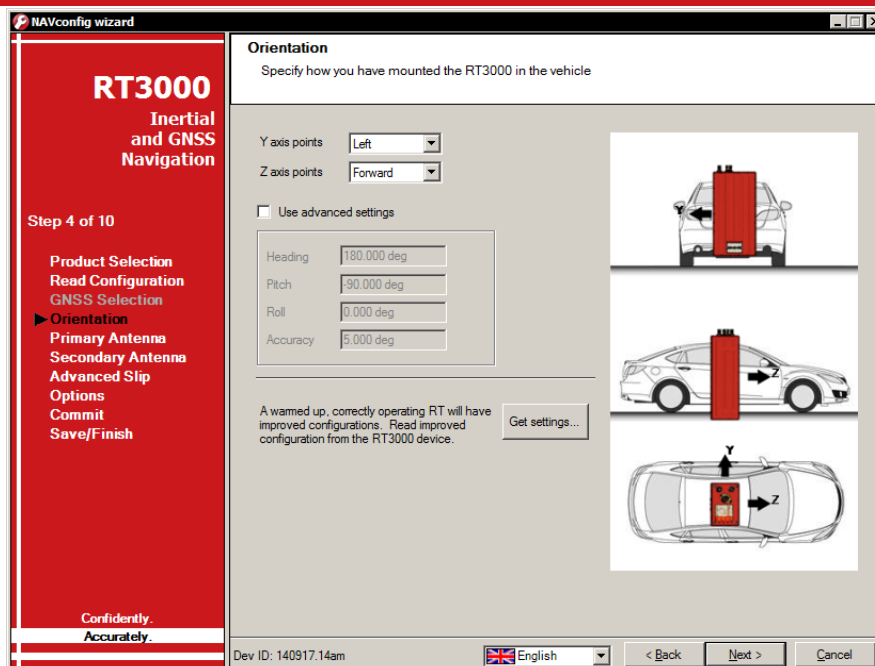 NAVconfig wizard
RT3000
Inertial
and GNSS
Navigation
Step 4 of 10
Product Selection
Read Configuration
GNSS Selection
Orientation
Primary Antenna
Secondary Antenna
Advanced Slip
Options
Commit
Save/Finish
Confidently.
Accurately.
Orientation
Specify how you have mounted the RT3000 in the vehicle
Y axis points Left
Z axis points Forward
Use advanced settings
Heading 180.000 deg
Pitch -90.000 deg
Roll 0.000 deg
Accuracy 5.000 deg
A warmed up, correctly operating RT will have
improved configurations. Read improved
configuration from the RT3000 device.
Get settings...
Y
Z
Y
Z
Dev ID: 140917.14am
English
< Back
Next >
Cancel